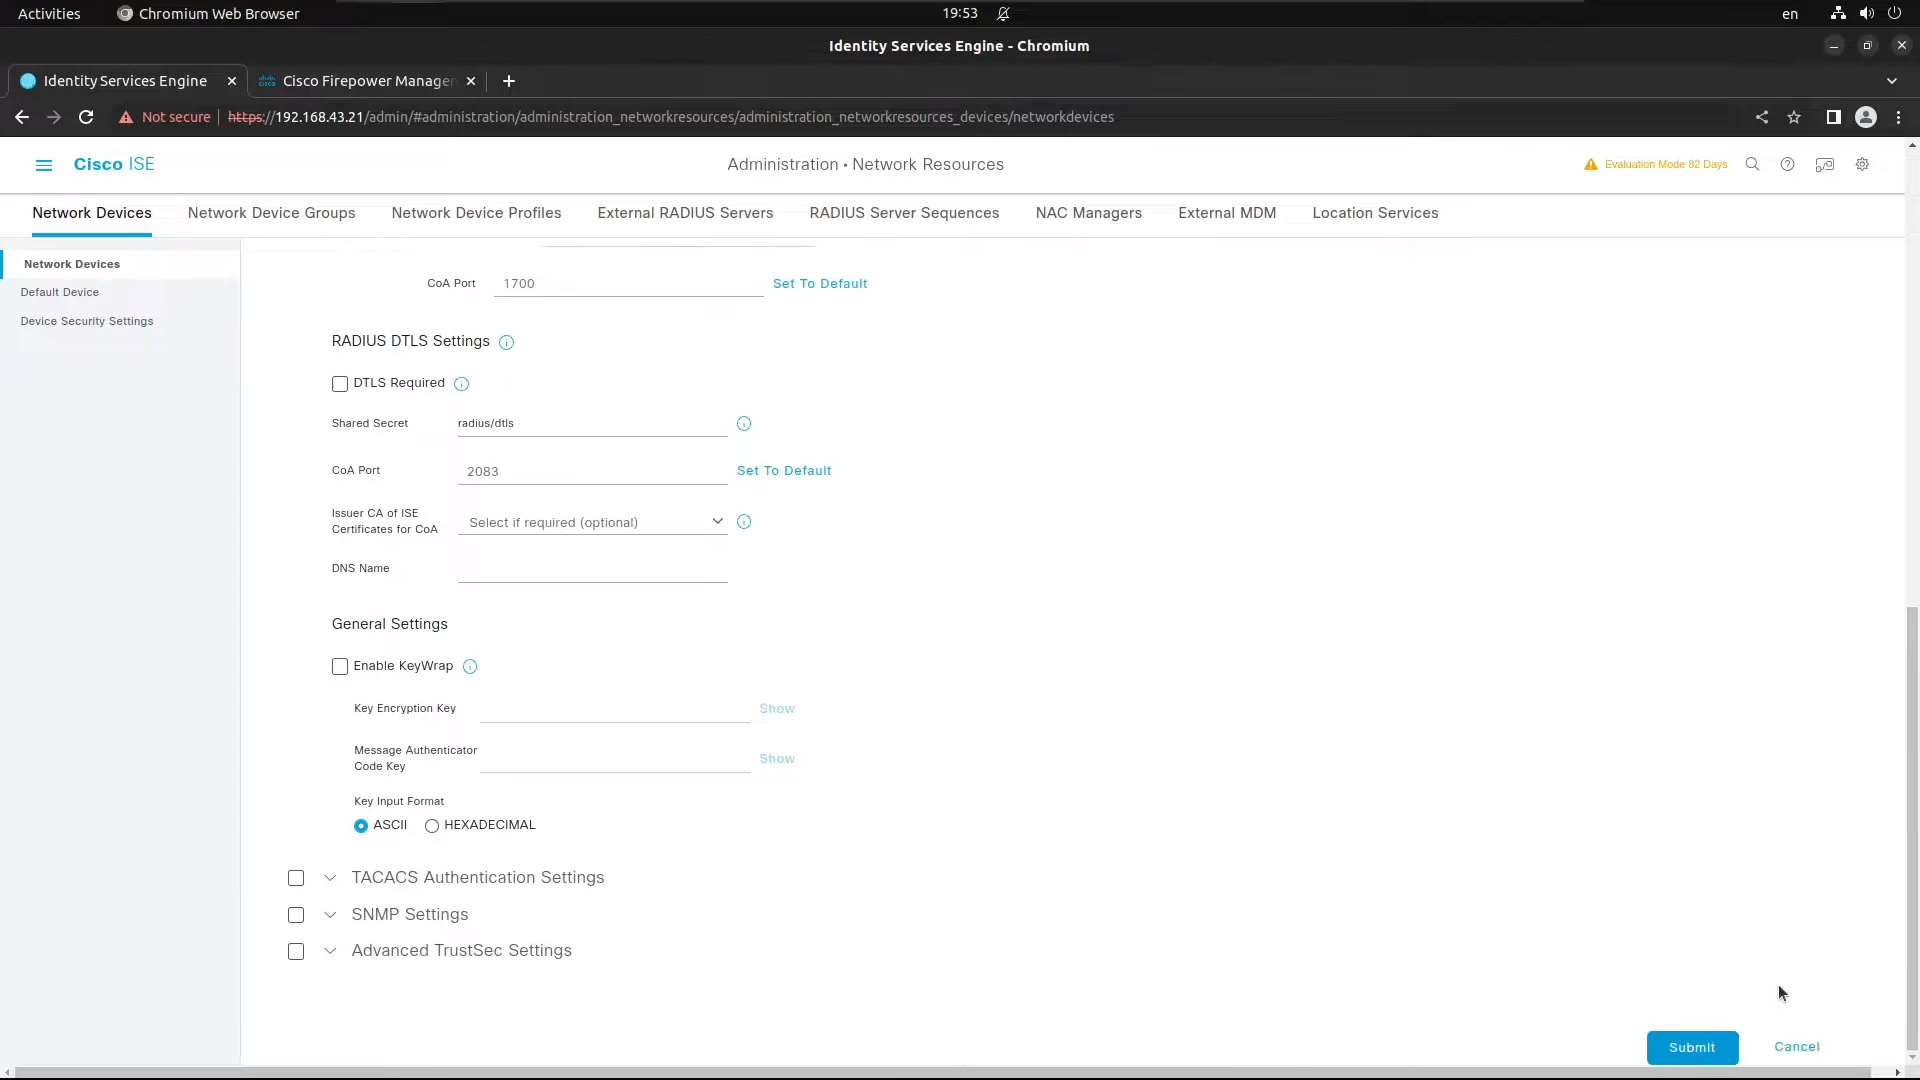 Activities
Chromium Web Browser
19:53
en
Identity Services Engine - Chromium
Identity Services Engine
Cisco Firepower Manager
Not secure
https://192.168.43.21/admin/#administration/administration_networkresources/administration_networkresources_devices/networkdevices
Cisco ISE
Administration • Network Resources
Evaluation Mode 82 Days
Network Devices
Network Device Groups
Network Device Profiles
External RADIUS Servers
RADIUS Server Sequences
NAC Managers
External MDM
Location Services
Network Devices
Default Device
Device Security Settings
CoA Port
1700
Set To Default
RADIUS DTLS Settings
DTLS Required
Shared Secret
radius/dtls
CoA Port
2083
Set To Default
Issuer CA of ISE
Certificates for CoA
Select if required (optional)
DNS Name
General Settings
Enable KeyWrap
Key Encryption Key
Show
Message Authenticator
Code Key
Show
Key Input Format
ASCII
HEXADECIMAL
TACACS Authentication Settings
SNMP Settings
Advanced TrustSec Settings
Submit
Cancel